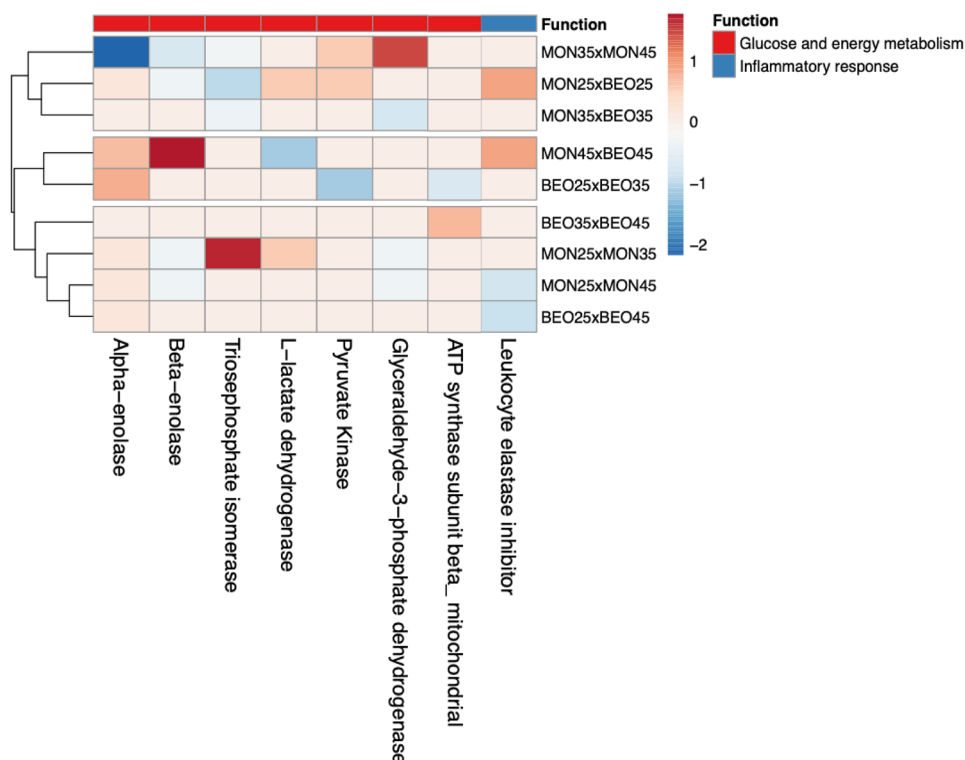 Function
MON35xMON45
MON25xBEO25
MON35xBEO35
MON45xBEO45
BEO25xBEO35
BEO35xBEO45
MON25xMON35
MON25xMON45
BEO25xBEO45
1
0
−1
−2
Function
Glucose and energy metabolism
Inflammatory response
Alpha−enolase
Beta−enolase
Triosephosphate isomerase
L−lactate dehydrogenase
Pyruvate Kinase
Glyceraldehyde−3−phosphate dehydrogenase
ATP synthase subunit beta_ mitochondrial
Leukocyte elastase inhibitor